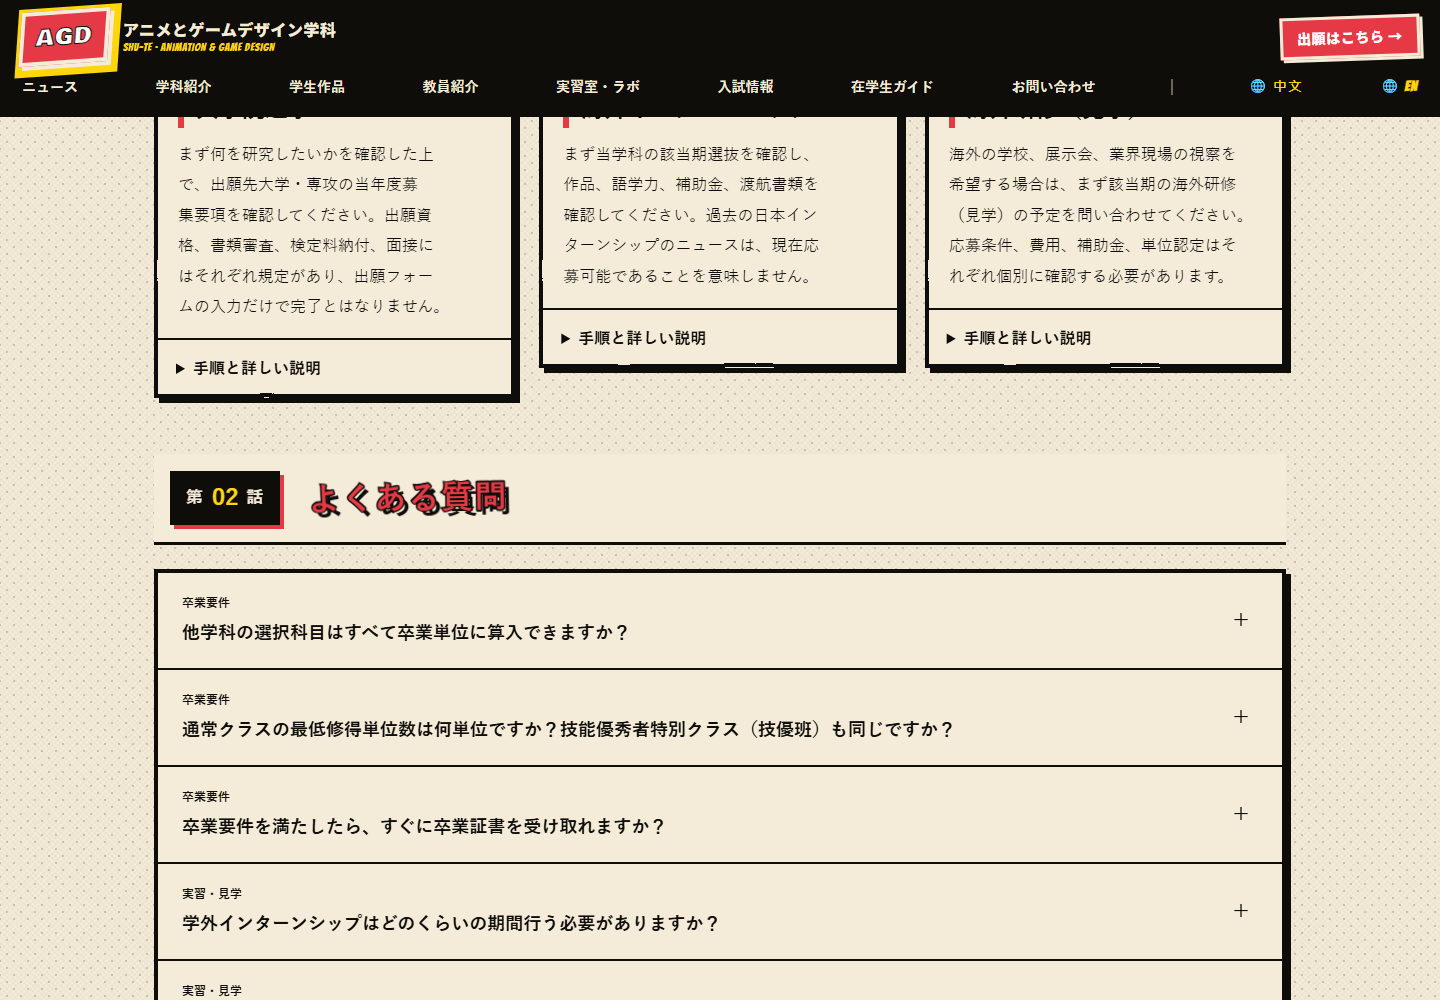 AGD
アニメとゲームデザイン学科
SHU-TE · ANIMATION & GAME DESIGN
出願はこちら →
ニュース
学科紹介
学生作品
教員紹介
実習室・ラボ
入試情報
在学生ガイド
お問い合わせ
中文
EN
まず何を研究したいかを確認した上
で、出願先大学・専攻の当年度募
集要項を確認してください。出願資
格、書類審査、検定料納付、面接に
はそれぞれ規定があり、出願フォー
ムの入力だけで完了とはなりません。
▶ 手順と詳しい説明
まず当学科の該当期選抜を確認し、
作品、語学力、補助金、渡航書類を
確認してください。過去の日本イン
ターンシップのニュースは、現在応
募可能であることを意味しません。
▶ 手順と詳しい説明
海外の学校、展示会、業界現場の視察を
希望する場合は、まず該当期の海外研修
（見学）の予定を問い合わせてください。
応募条件、費用、補助金、単位認定はそ
れぞれ個別に確認する必要があります。
▶ 手順と詳しい説明
第 02 話
よくある質問
卒業要件
他学科の選択科目はすべて卒業単位に算入できますか？
卒業要件
通常クラスの最低修得単位数は何単位ですか？技能優秀者特別クラス（技優班）も同じですか？
卒業要件
卒業要件を満たしたら、すぐに卒業証書を受け取れますか？
実習・見学
学外インターンシップはどのくらいの期間行う必要がありますか？
実習・見学